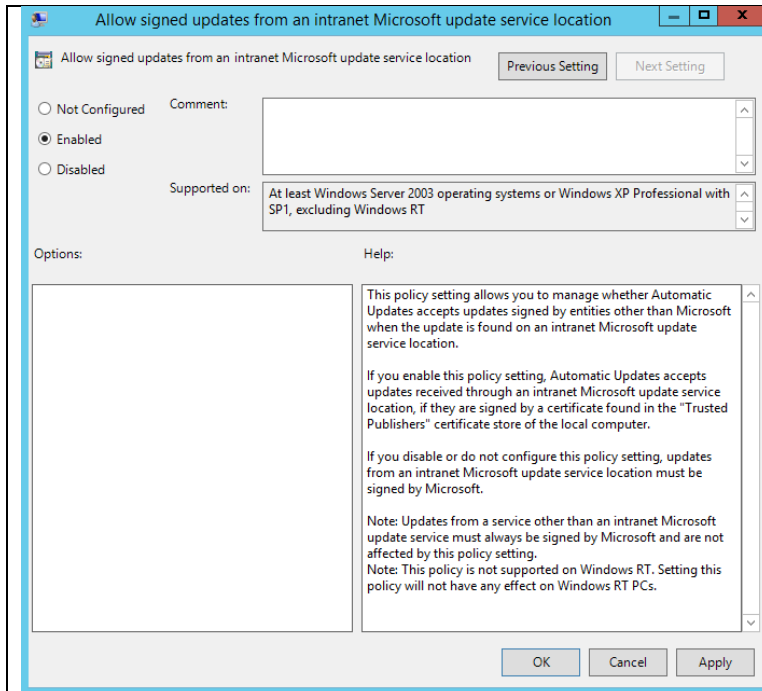 Allow signed updates from an intranet Microsoft update service location
Allow signed updates from an intranet Microsoft update service location
Previous Setting
Next Setting
Not Configured
Comment:
Enabled
Disabled
Supported on:
At least Windows Server 2003 operating systems or Windows XP Professional with
SP1, excluding Windows RT
Options:
Help:
This policy setting allows you to manage whether Automatic
Updates accepts updates signed by entities other than Microsoft
when the update is found on an intranet Microsoft update
service location.
If you enable this policy setting, Automatic Updates accepts
updates received through an intranet Microsoft update service
location, if they are signed by a certificate found in the "Trusted
Publishers" certificate store of the local computer.
If you disable or do not configure this policy setting, updates
from an intranet Microsoft update service location must be
signed by Microsoft.
Note: Updates from a service other than an intranet Microsoft
update service must always be signed by Microsoft and are not
affected by this policy setting.
Note: This policy is not supported on Windows RT. Setting this
policy will not have any effect on Windows RT PCs.
OK
Cancel
Apply